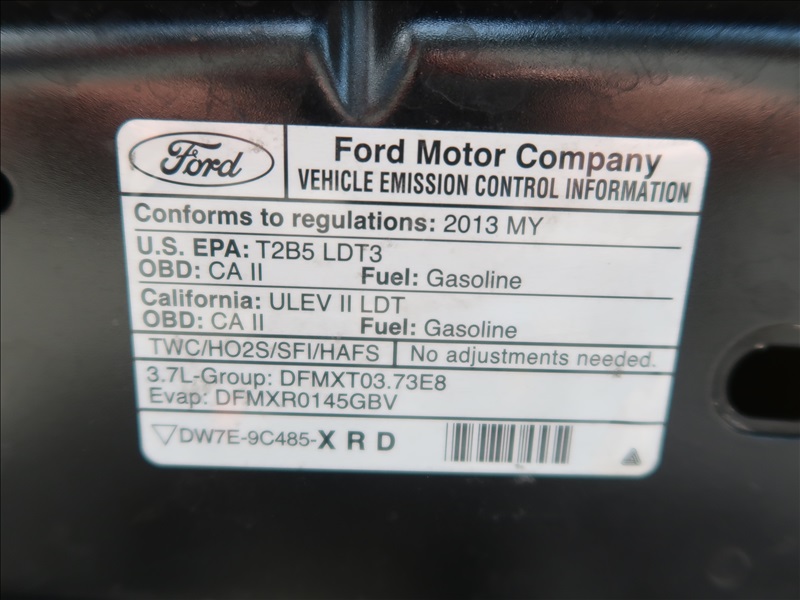 Ford
Ford Motor Company
VEHICLE EMISSION CONTROL INFORMATION
Conforms to regulations: 2013 MY
U.S. EPA: T2B5 LDT3
OBD: CA II Fuel: Gasoline
California: ULEV II LDT
OBD: CA II Fuel: Gasoline
TWC/HO2S/SFI/HAFS No adjustments needed.
3.7L-Group: DFMXT03.73E8
Evap: DFMXR0145GBV
DW7E-9C485-X R D